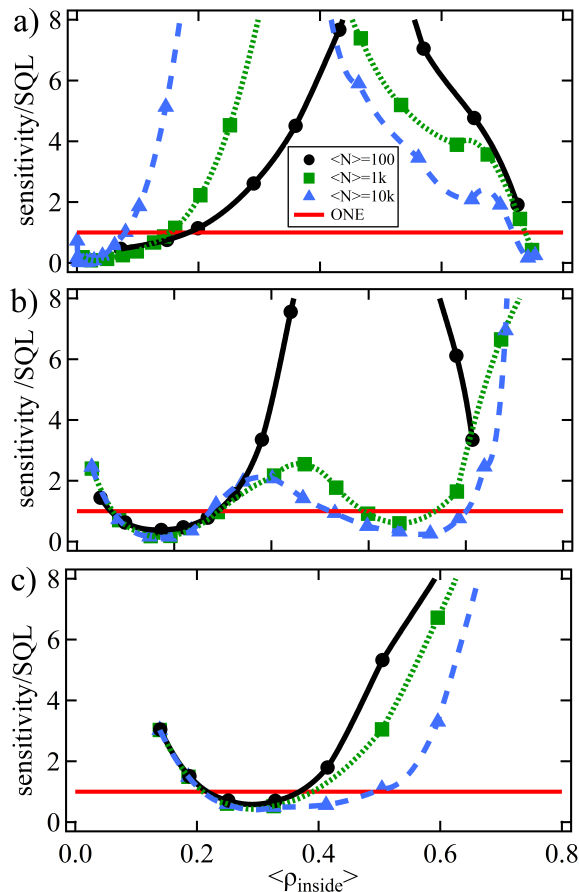 a)
8
6
4
2
0
sensitivity/SQL
<N>=100
<N>=1k
<N>=10k
ONE
b)
8
6
4
2
0
sensitivity /SQL
c)
8
6
4
2
0
sensitivity/SQL
0.0 0.2 0.4 0.6 0.8
<ρinside>